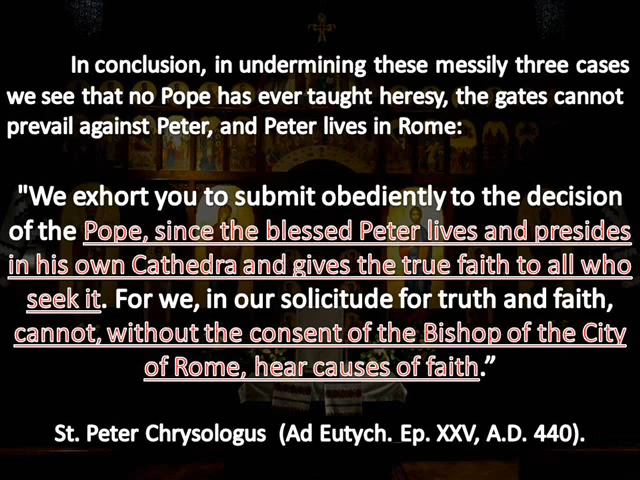 In conclusion, in undermining these messily three cases
we see that no Pope has ever taught heresy, the gates cannot
prevail against Peter, and Peter lives in Rome:
"We exhort you to submit obediently to the decision
of the Pope, since the blessed Peter lives and presides
in his own Cathedra and gives the true faith to all who
seek it. For we, in our solicitude for truth and faith,
cannot, without the consent of the Bishop of the City
of Rome, hear causes of faith.”
St. Peter Chrysologus (Ad Eutych. Ep. XXV, A.D. 440).